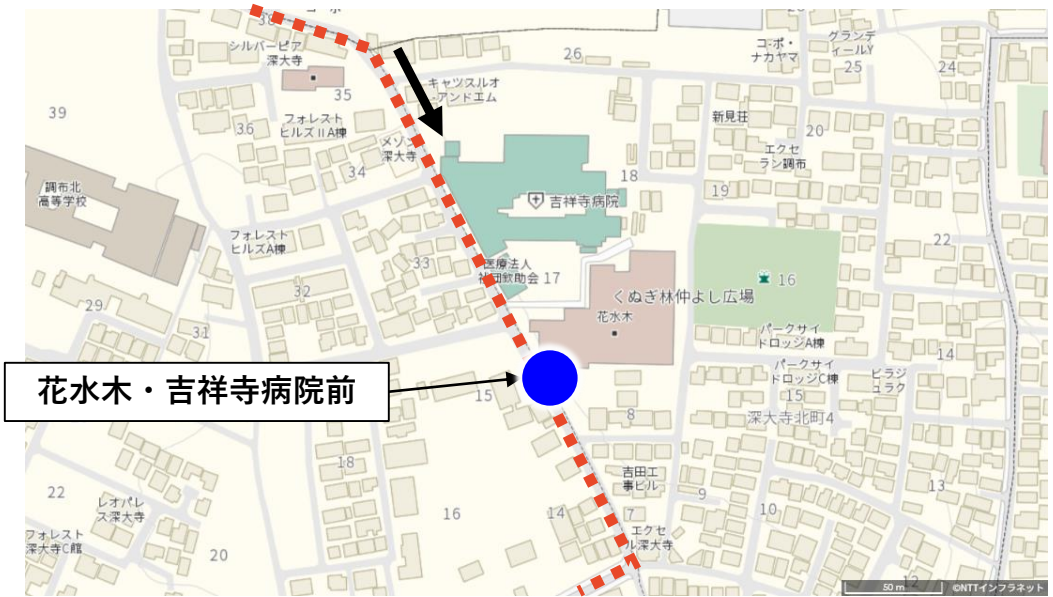 38
コーポ
シルバーピア
深大寺
35
キャッスルオ
アンドエム
26
コーポ・
ナカヤマ
グランデ
ィールY
25
24
39
36
フォレスト
ヒルズⅡA棟
メゾン
深大寺
34
新見荘
20
エクセ
ラン調布
調布北
高等学校
18
吉祥寺病院
19
フォレスト
ヒルズA棟
33
医療法人
社団欽助会
17
22
16
くぬぎ林仲よし広場
花水木
32
29
31
パークサイ
ドロッジA棟
14
花水木・吉祥寺病院前
15
パークサイ
ドロッジC棟
ビラジ
ュラク
15
8
深大寺北町4
18
吉田工
事ビル
22
レオパレ
ス深大寺
9
13
16
14
7
10
フォレスト
深大寺C館
20
エクセ
ル深大寺
12
50 m
©NTTインフラネット